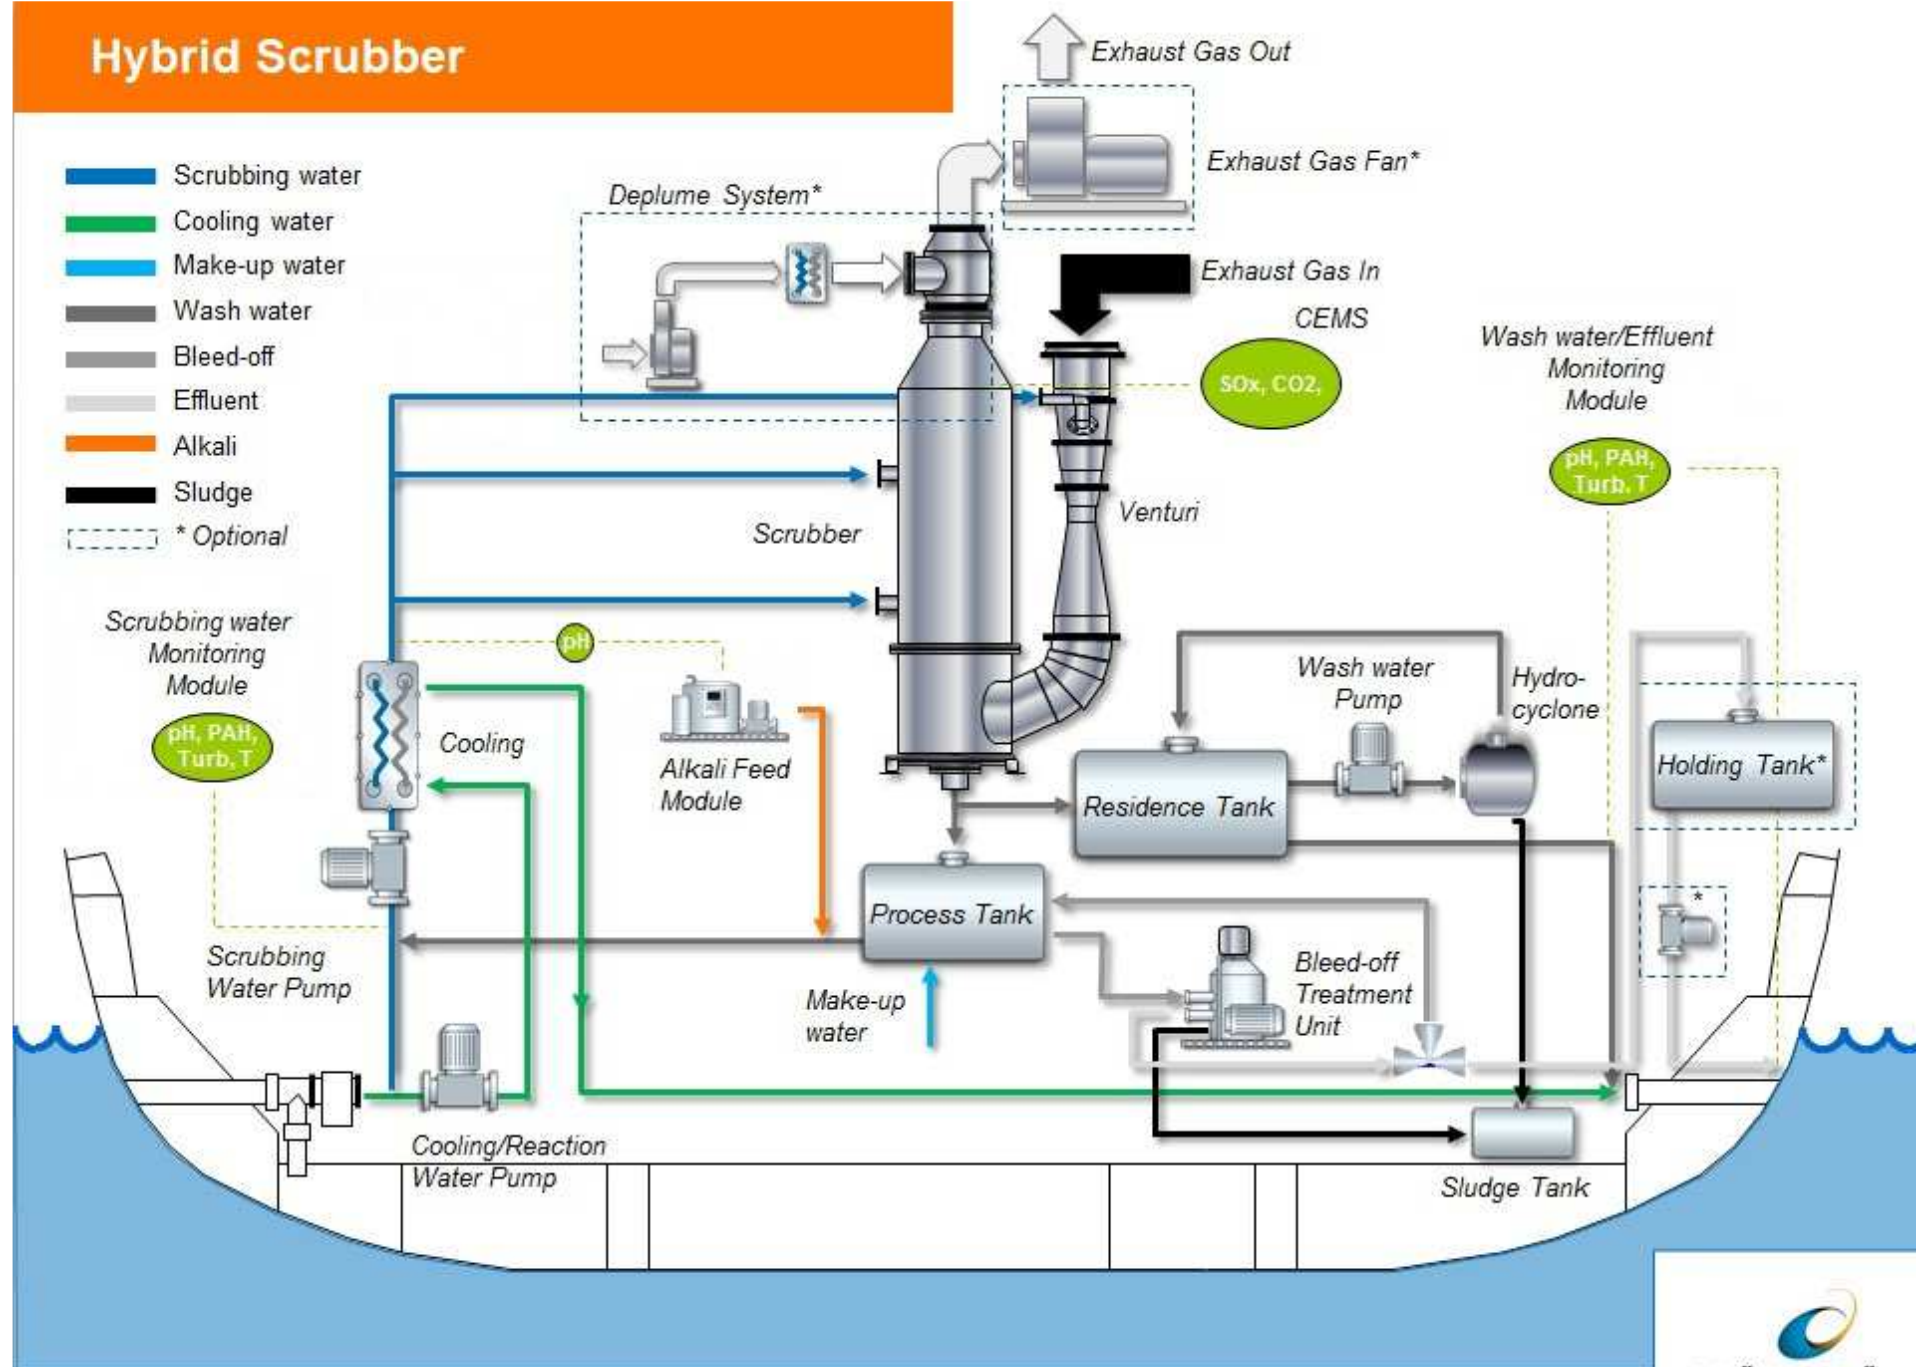 Hybrid Scrubber
Scrubbing water
Cooling water
Make-up water
Wash water
Bleed-off
Effluent
Alkali
Sludge
* Optional
Exhaust Gas Out
Exhaust Gas Fan*
Deplume System*
Exhaust Gas In
CEMS
SOx, CO2,
Wash water/Effluent
Monitoring
Module
pH, PAH,
Turb. T
Venturi
Scrubber
Scrubbing water
Monitoring
Module
pH, PAH,
Turb, T
pH
Cooling
Alkali Feed
Module
Wash water
Pump
Hydro-
cyclone
Holding Tank*
Residence Tank
Process Tank
*
Scrubbing
Water Pump
Make-up
water
Bleed-off
Treatment
Unit
Cooling/Reaction
Water Pump
Sludge Tank